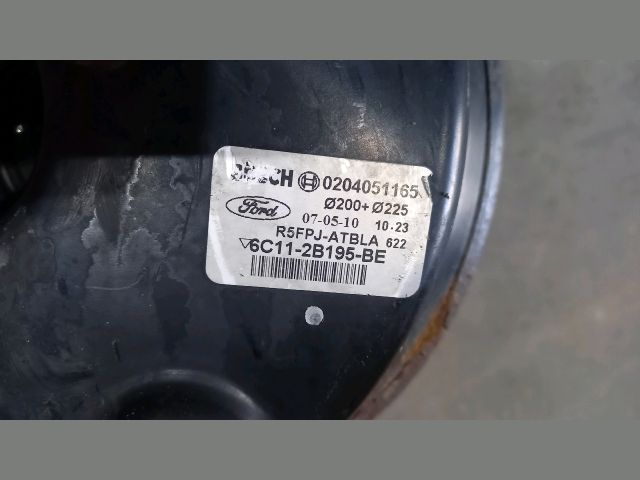 BOSCH 0204051165
Ø200+Ø225
Ford 07-05-10 10.23
R5FPJ-ATBLA 622
6C11-2B195-BE